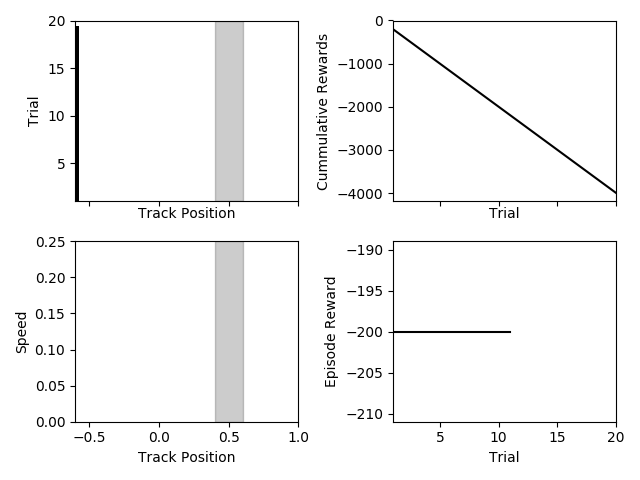 20
15
10
5
Trial
Track Position
0
−1000
−2000
−3000
−4000
Cummulative Rewards
Trial
0.25
0.20
0.15
0.10
0.05
0.00
Speed
−0.5 0.0 0.5 1.0
Track Position
−190
−195
−200
−205
−210
Episode Reward
5 10 15 20
Trial